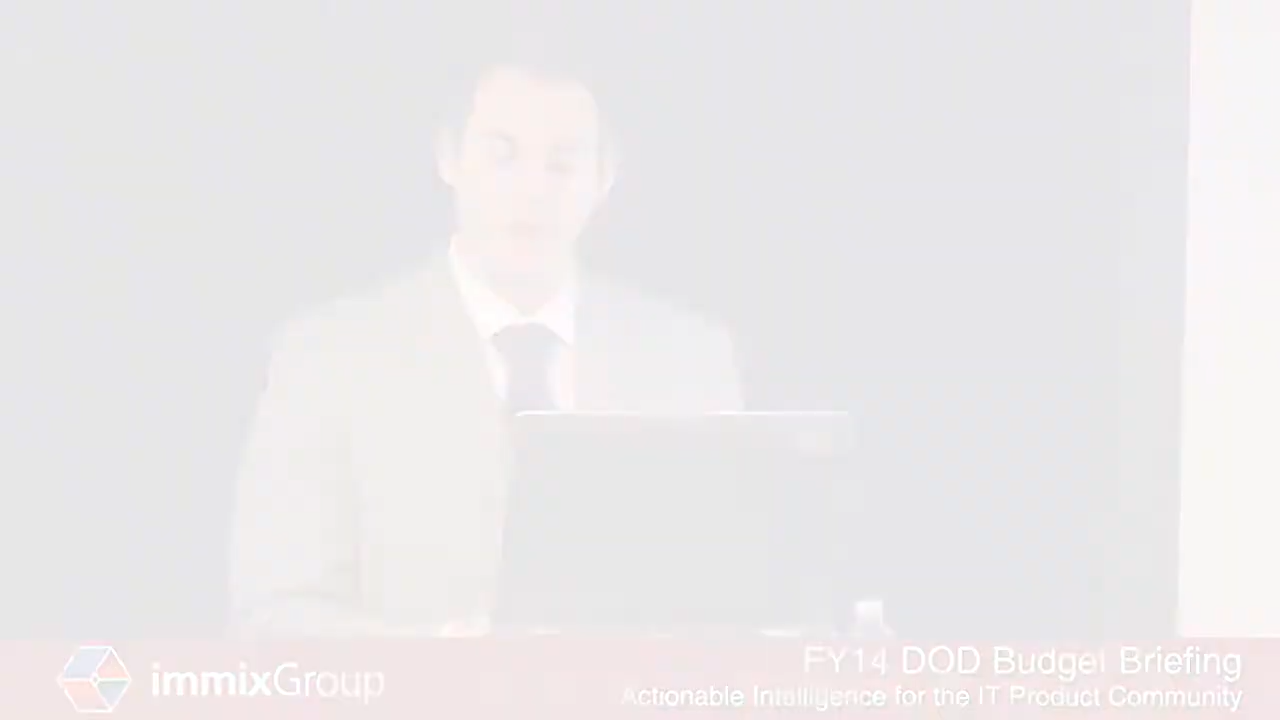 immixGroup
FY14 DOD Budget Briefing
Actionable Intelligence for the IT Product Community